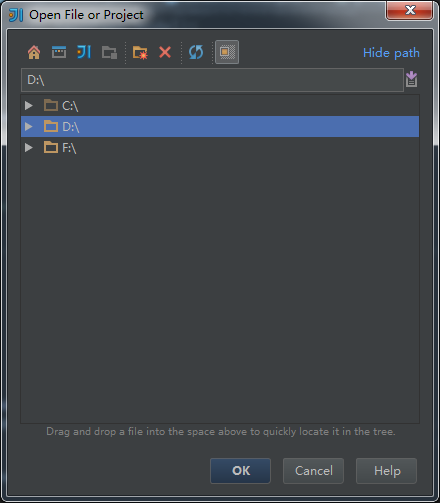 Open File or Project
Hide path
D:\
C:\
D:\
F:\
Drag and drop a file into the space above to quickly locate it in the tree.
OK
Cancel
Help